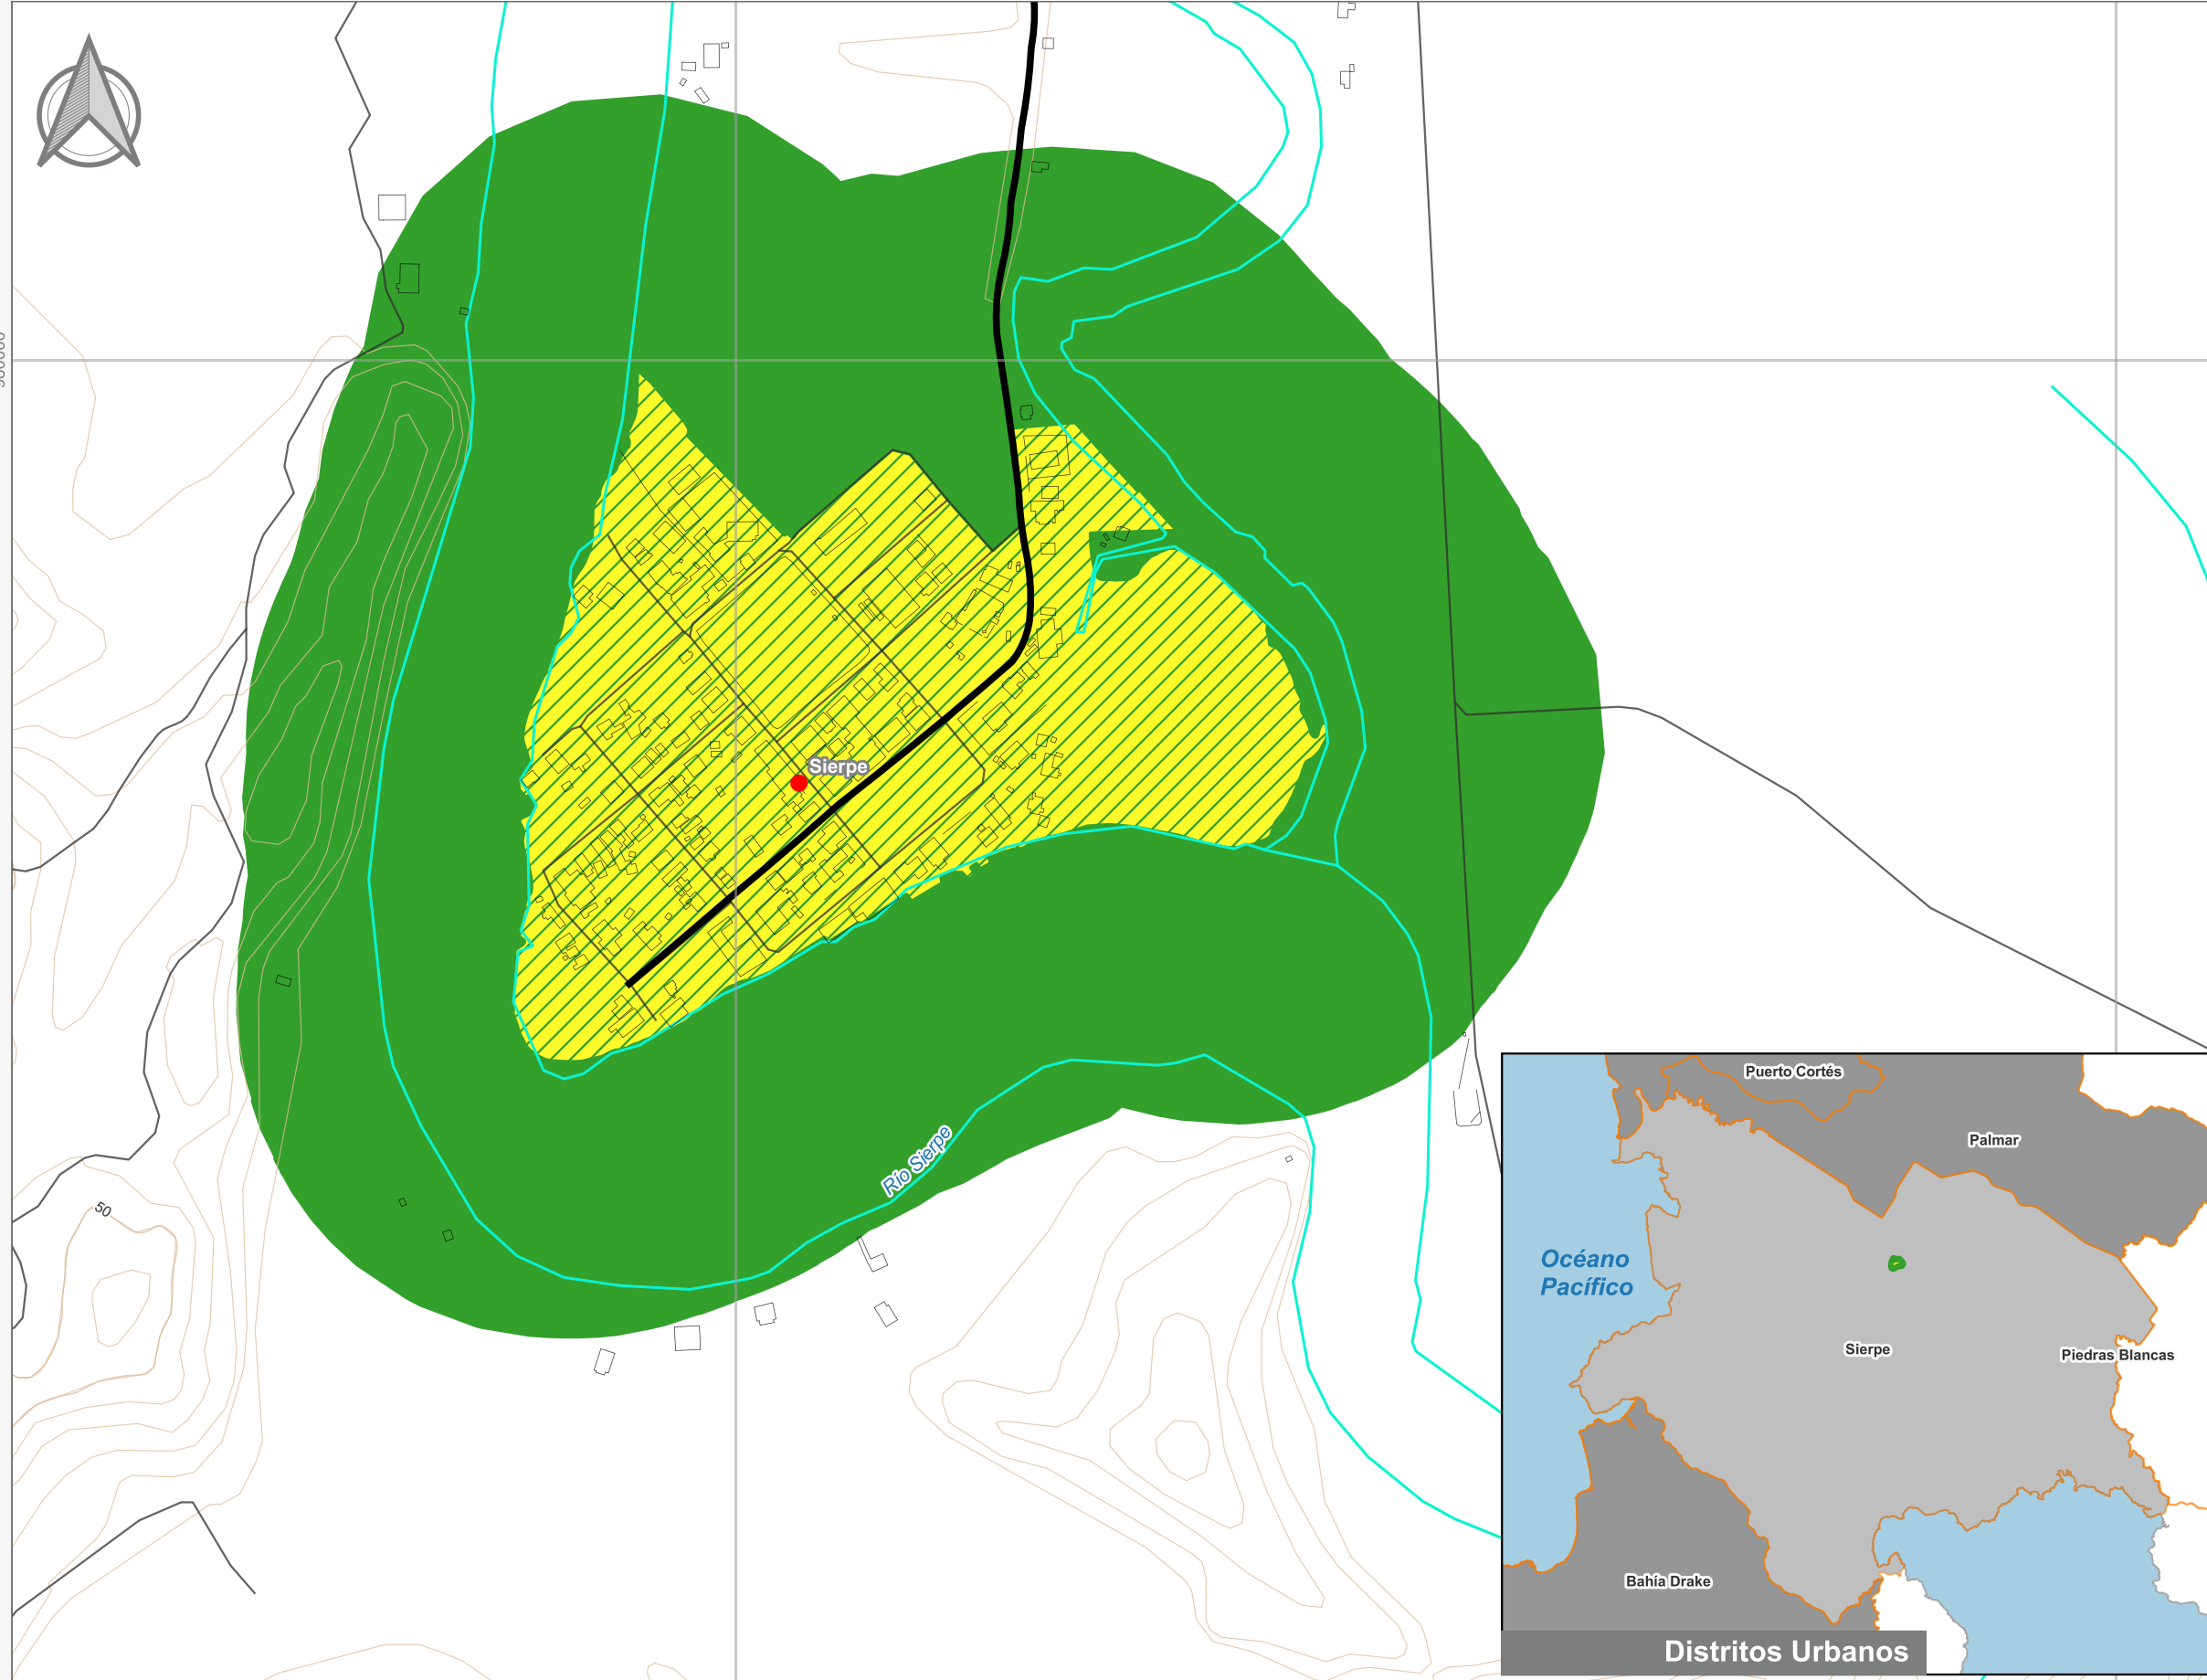 Sierpe
Río Sierpe
50
Puerto Cortés
Palmar
Océano
Pacífico
Sierpe
Piedras Blancas
Bahía Drake
Distritos Urbanos